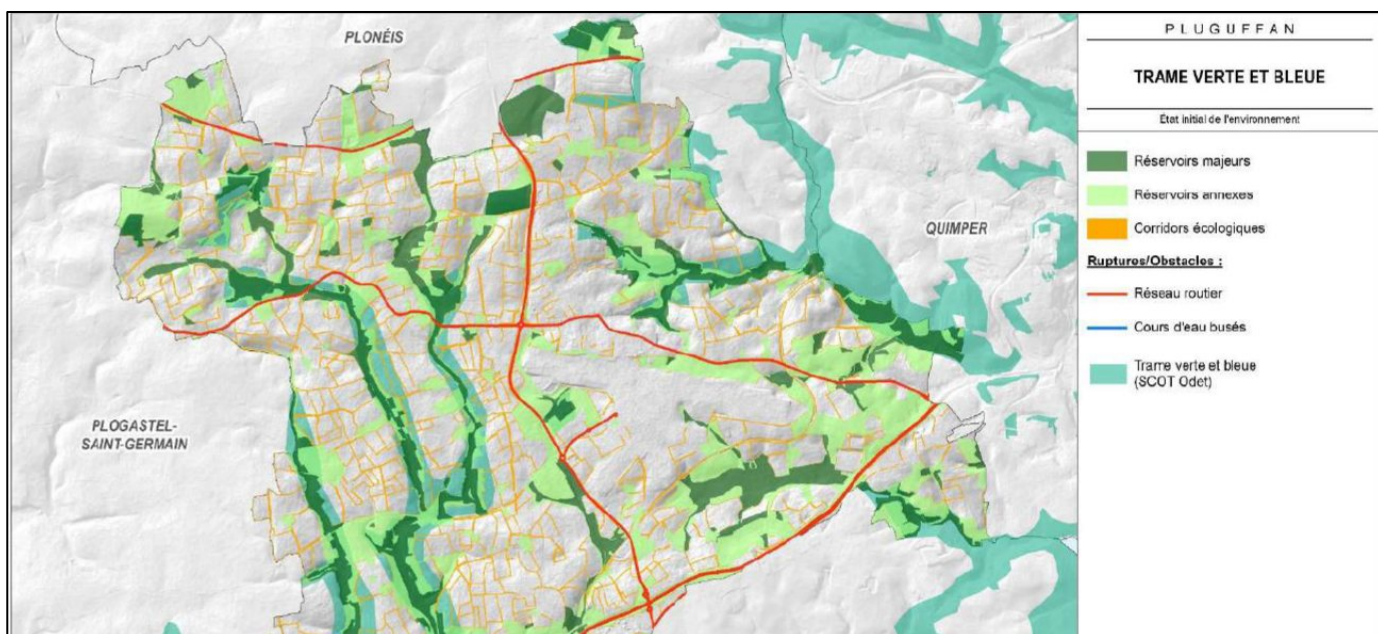 PLUGUFFAN
TRAME VERTE ET BLEUE
État initial de l'environnement
Réservoirs majeurs
Réservoirs annexes
Corridors écologiques
Ruptures/Obstacles :
Réseau routier
Cours d'eau busés
Trame verte et bleue
(SCOT Odet)
PLONÉIS
QUIMPER
PLOGASTEL-
SAINT-GERMAIN